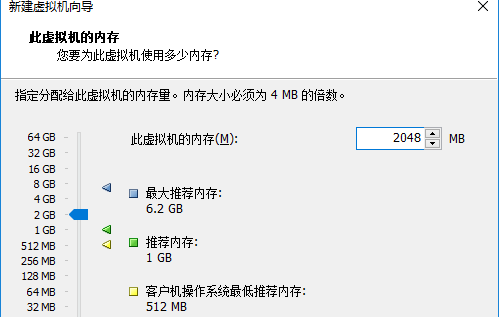 新建虚拟机向导
此虚拟机的内存
您要为此虚拟机使用多少内存?
指定分配给此虚拟机的内存量。内存大小必须为 4 MB 的倍数。
64 GB
此虚拟机的内存(M):
2048
MB
32 GB
16 GB
8 GB
最大推荐内存:
4 GB
6.2 GB
2 GB
1 GB
推荐内存:
512 MB
1 GB
256 MB
128 MB
64 MB
客户机操作系统最低推荐内存:
32 MB
512 MB